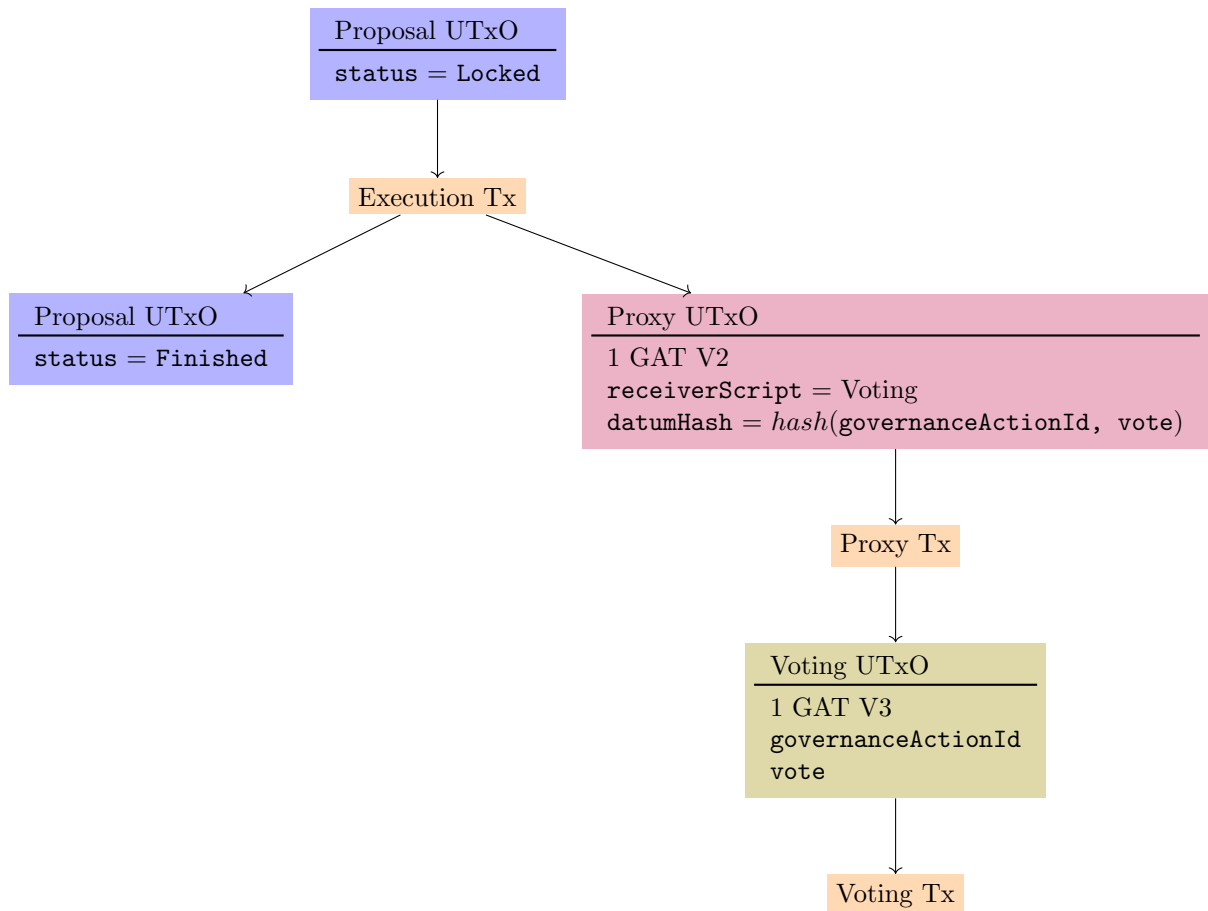 Proposal UTxO
status = Locked
Execution Tx
Proposal UTxO
status = Finished
Proxy UTxO
1 GAT V2
receiverScript = Voting
datumHash = hash(governanceActionId, vote)
Proxy Tx
Voting UTxO
1 GAT V3
governanceActionId
vote
Voting Tx